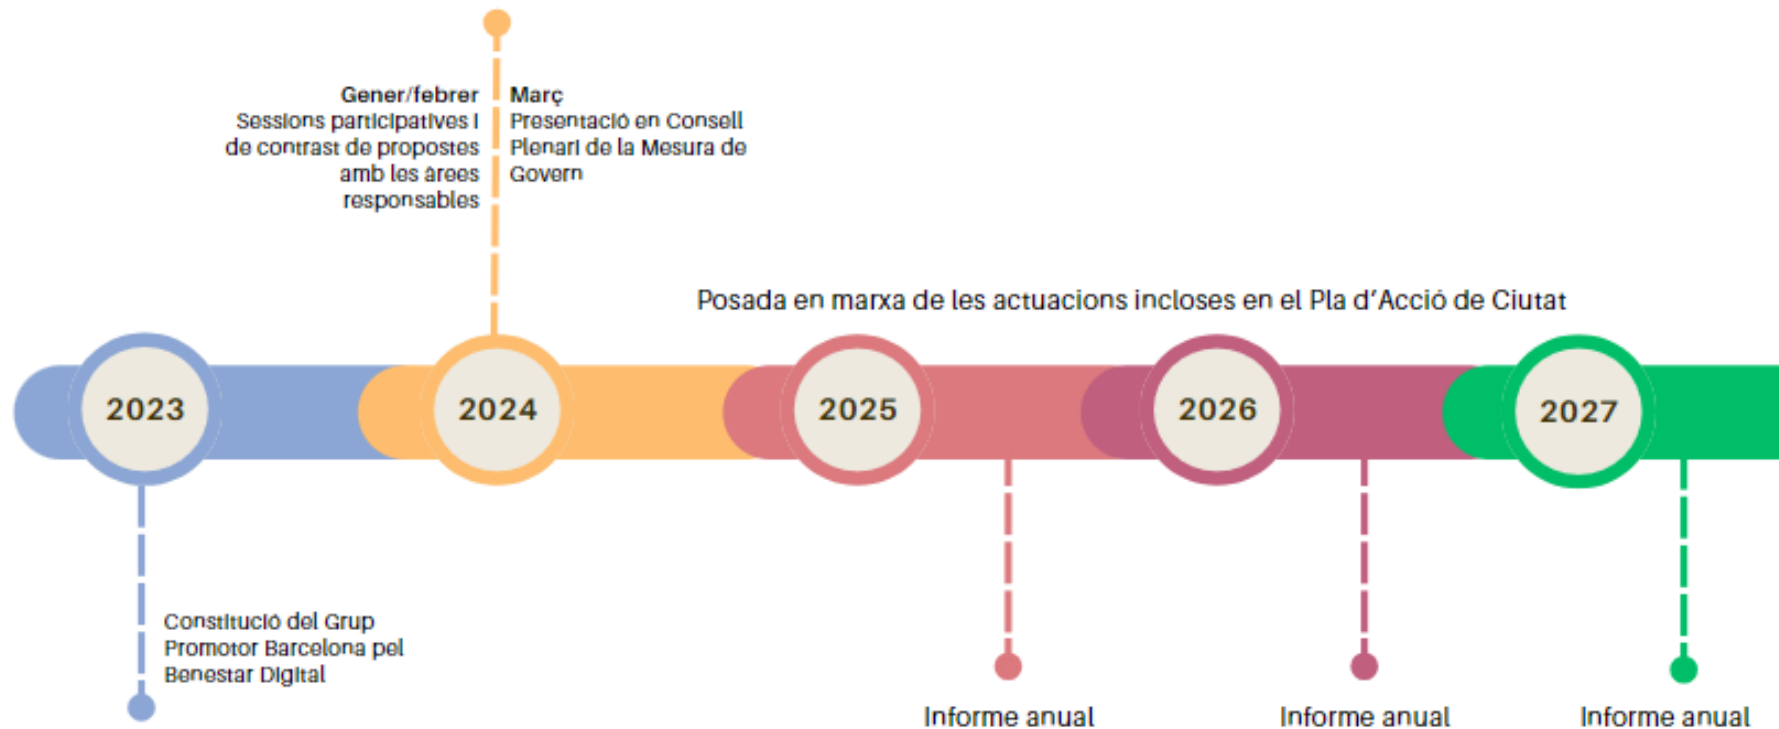 Gener/febrer
Sessions participatives i
de contrast de propostes
amb les àrees
responsables
Març
Presentació en Consell
Plenari de la Mesura de
Govern
Posada en marxa de les actuacions incloses en el Pla d'Acció de Ciutat
2023
2024
2025
2026
2027
Constitució del Grup
Promotor Barcelona pel
Benestar Digital
Informe anual
Informe anual
Informe anual